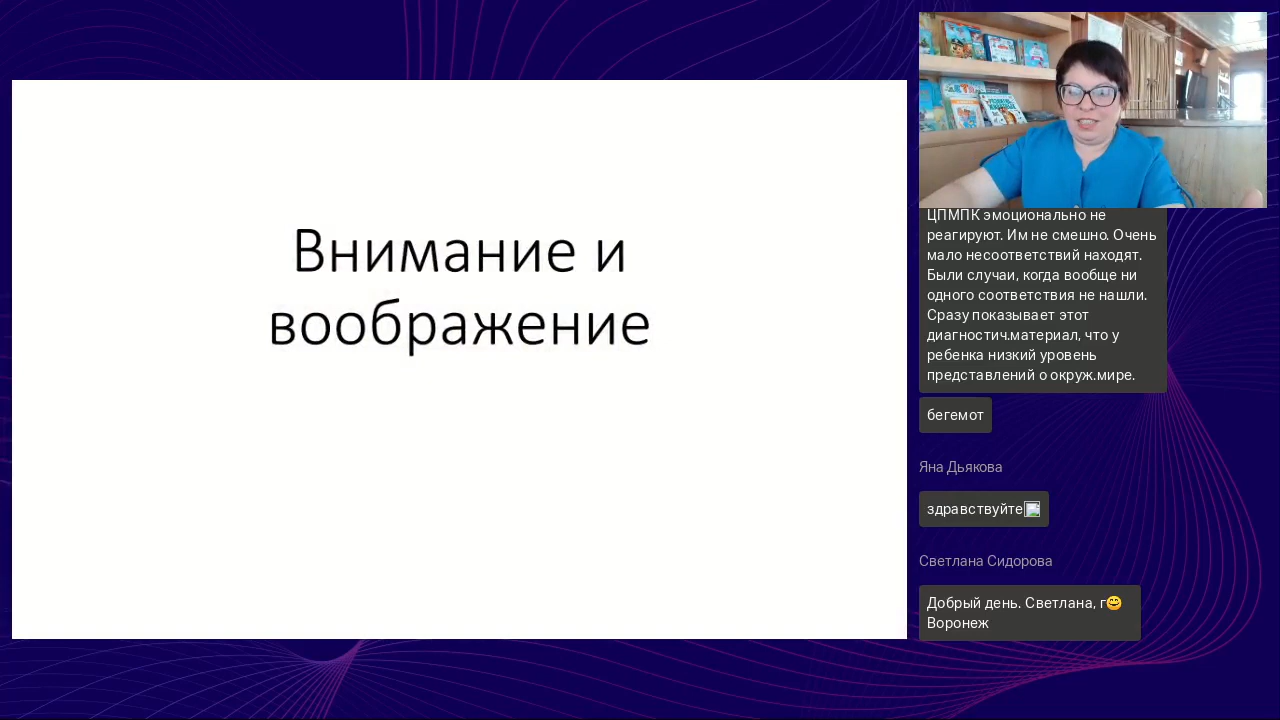 Внимание и
воображение
ЦПМПК эмоционально не
реагируют. Им не смешно. Очень
мало несоответствий находят.
Были случаи, когда вообще ни
одного соответствия не нашли.
Сразу показывает этот
диагностич.материал, что у
ребенка низкий уровень
представлений о окруж.мире.
бегемот
Яна Дьякова
здравствуйте
Светлана Сидорова
Добрый день. Светлана, г😊
Воронеж